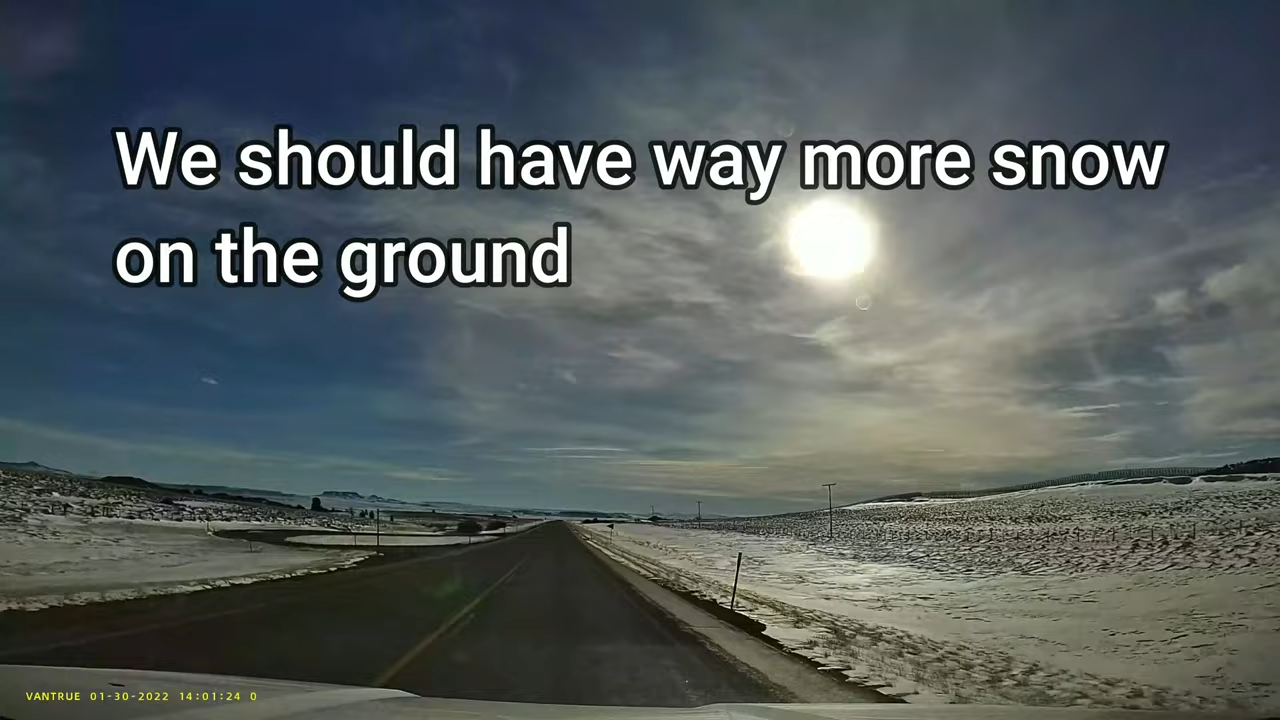 We should have way more snow
on the ground
VANTRUE 01-30-2022 14:01:24 0